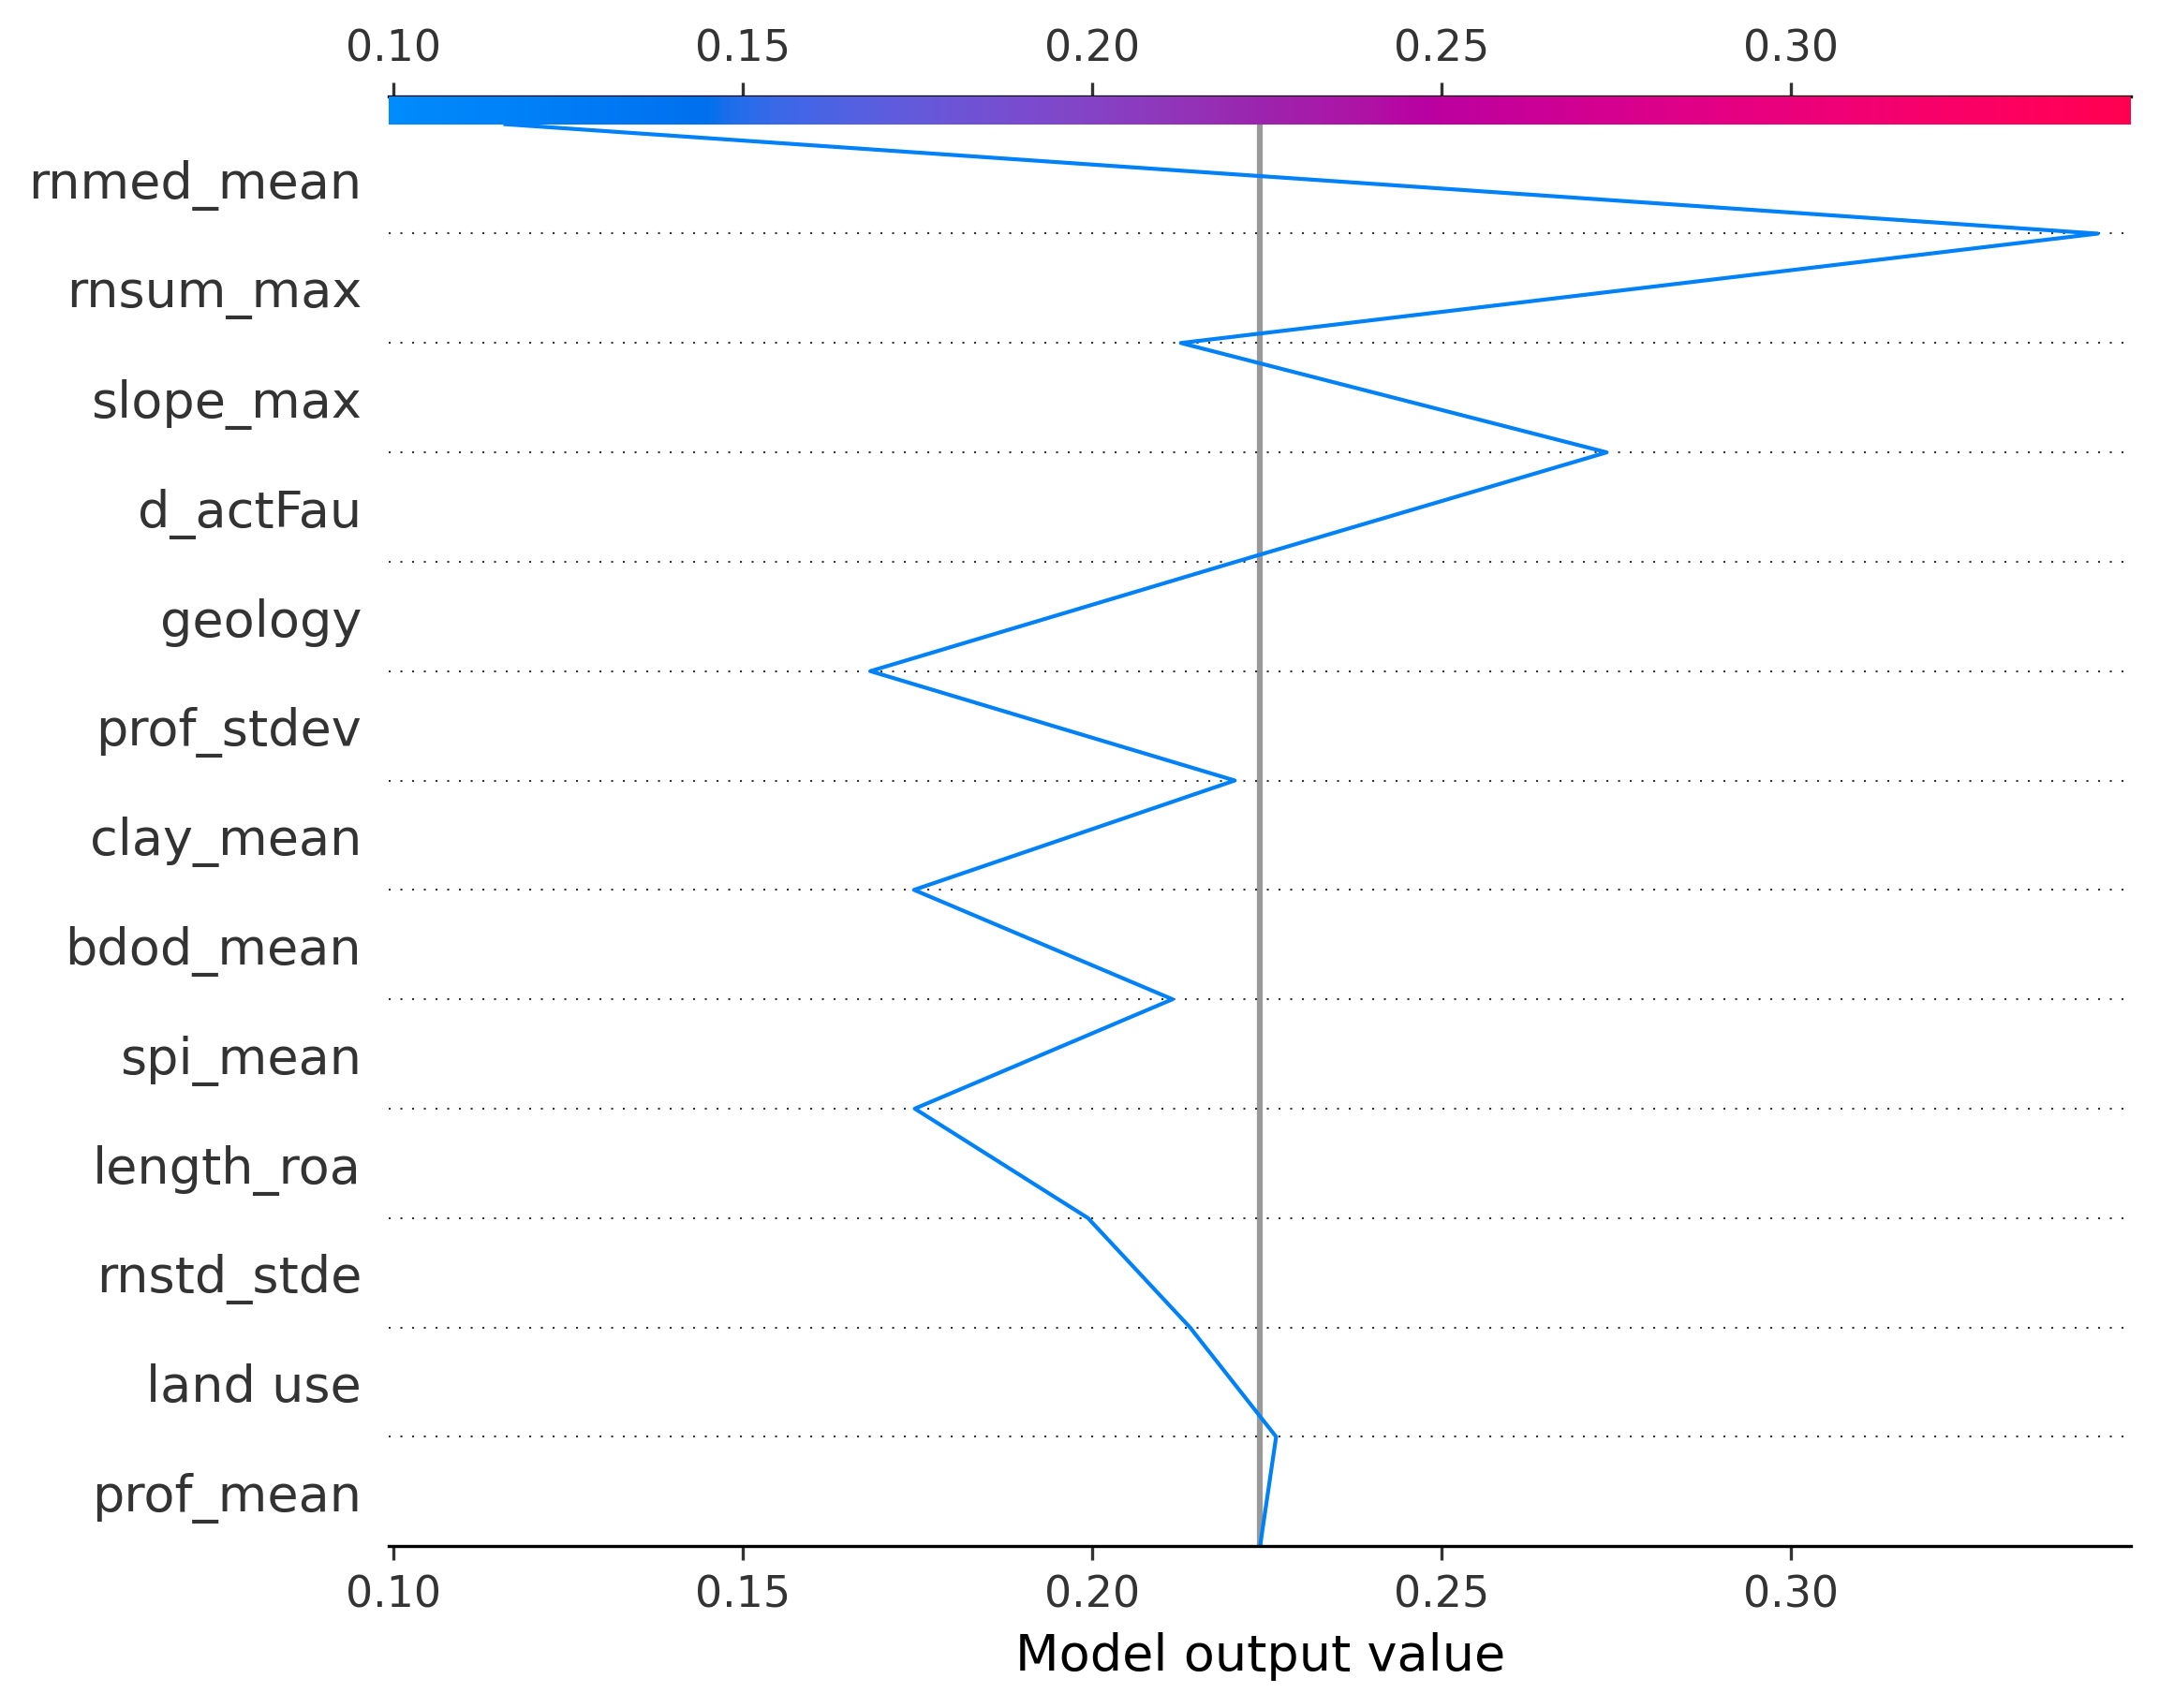 0.10 0.15 0.20 0.25 0.30
rnmed_mean
rnsum_max
slope_max
d_actFau
geology
prof_stdev
clay_mean
bdod_mean
spi_mean
length_roa
rnstd_stde
land use
prof_mean
0.10 0.15 0.20 0.25 0.30
Model output value